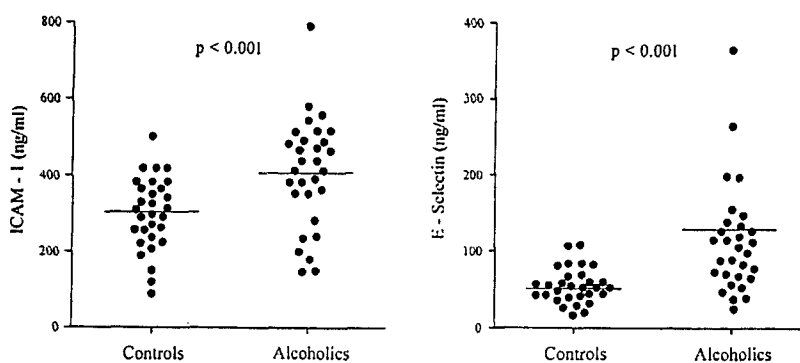 800
600
400
200
0
ICAM - 1 (ng/ml)
p < 0.001
Controls
Alcoholics
400
300
200
100
0
E - Selectin (ng/ml)
p < 0.001
Controls
Alcoholics